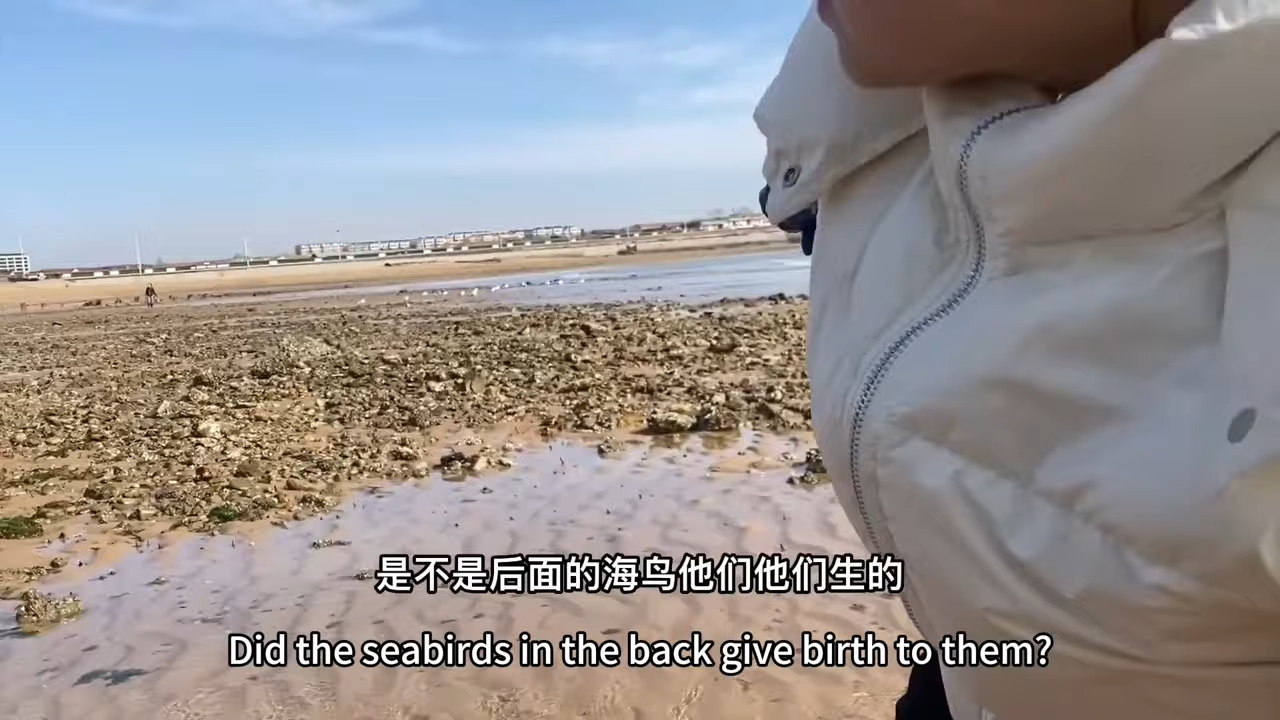 是不是后面的海鸟他们他们生的
Did the seabirds in the back give birth to them?